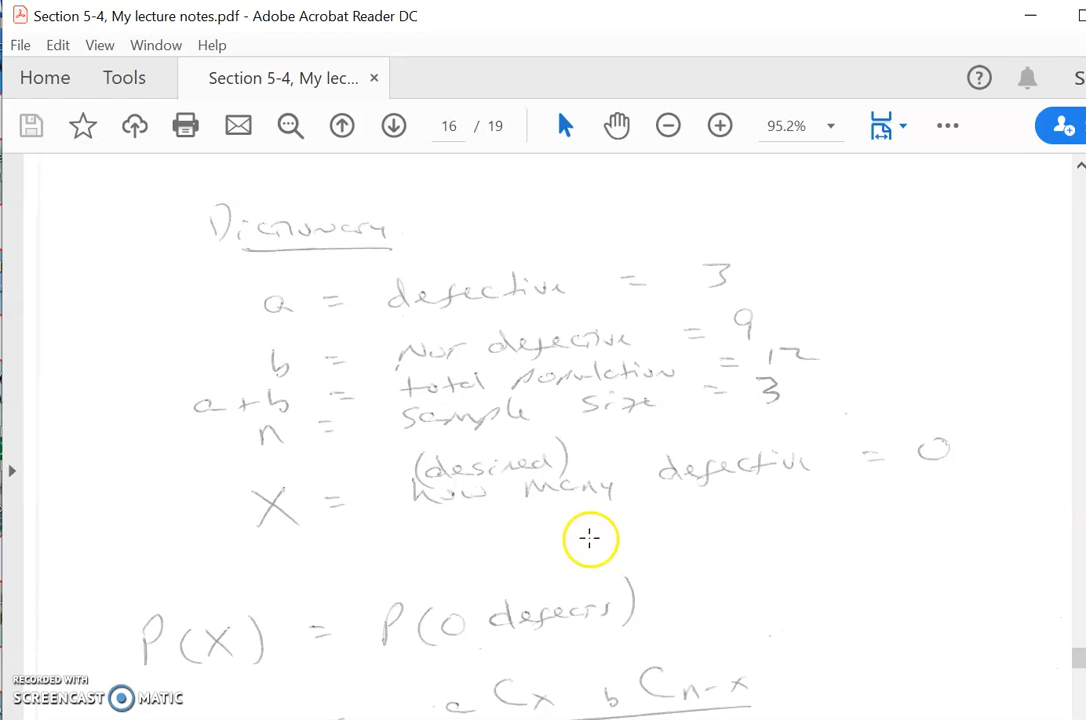 Section 5-4, My lecture notes.pdf - Adobe Acrobat Reader DC
File Edit View Window Help
Home Tools Section 5-4, My lec... × ? S
16 / 19 95.2%
Dictionary
a = defective = 3
b = Not defective = 9
a + b = total population = 12
n = sample size = 3
(desired)
X = how many defective = 0
P(X) = P(0 defects)
a C x b C n-x
RECORDED WITH
SCREENCAST MATIC